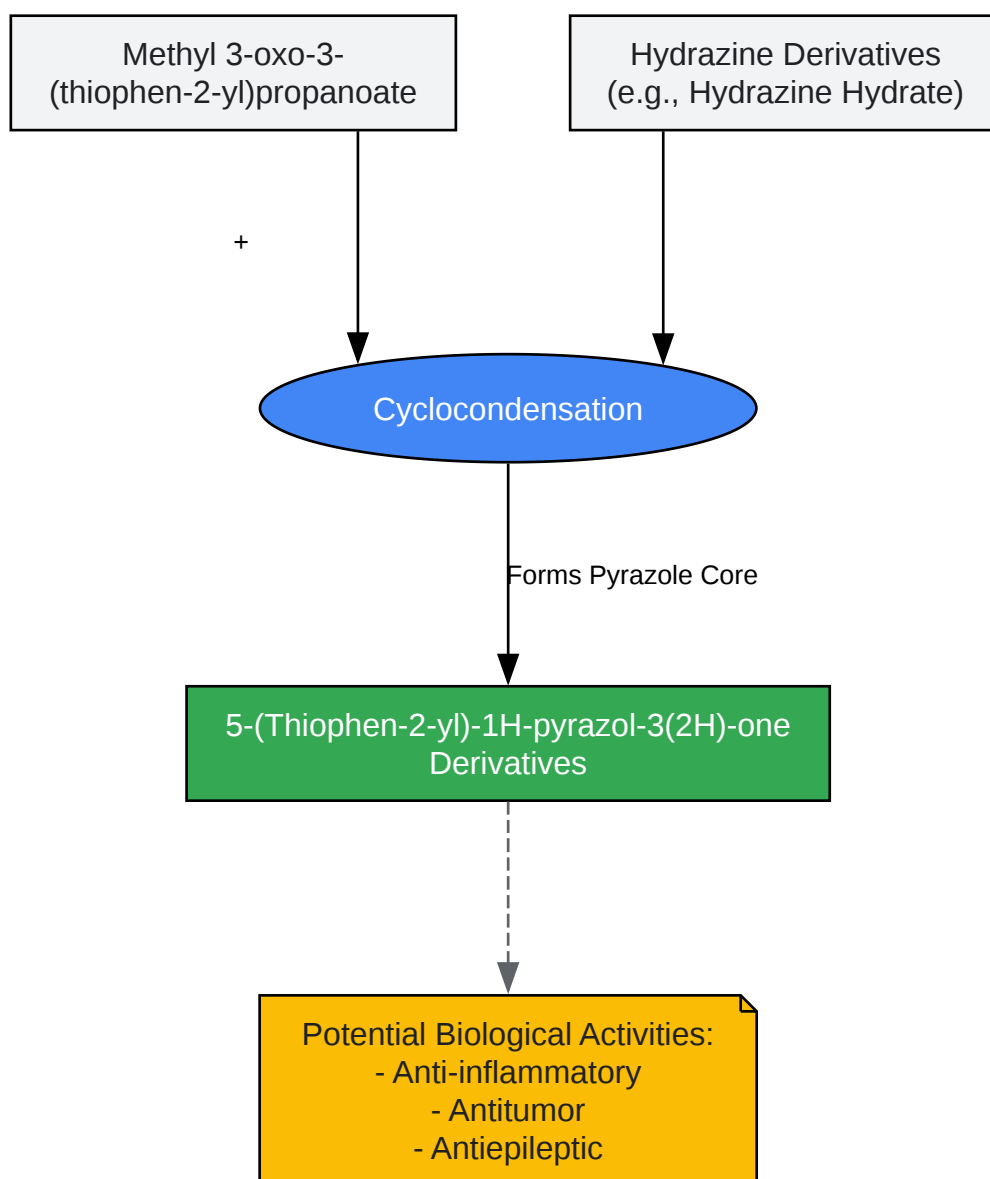 Methyl 3-oxo-3-
(thiophen-2-yl)propanoate
Hydrazine Derivatives
(e.g., Hydrazine Hydrate)
+
Cyclocondensation
Forms Pyrazole Core
5-(Thiophen-2-yl)-1H-pyrazol-3(2H)-one
Derivatives
Potential Biological Activities:
- Anti-inflammatory
- Antitumor
- Antiepileptic